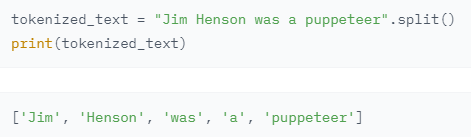 tokenized_text = "Jim Henson was a puppeteer".split()
print(tokenized_text)
['Jim', 'Henson', 'was', 'a', 'puppeteer']